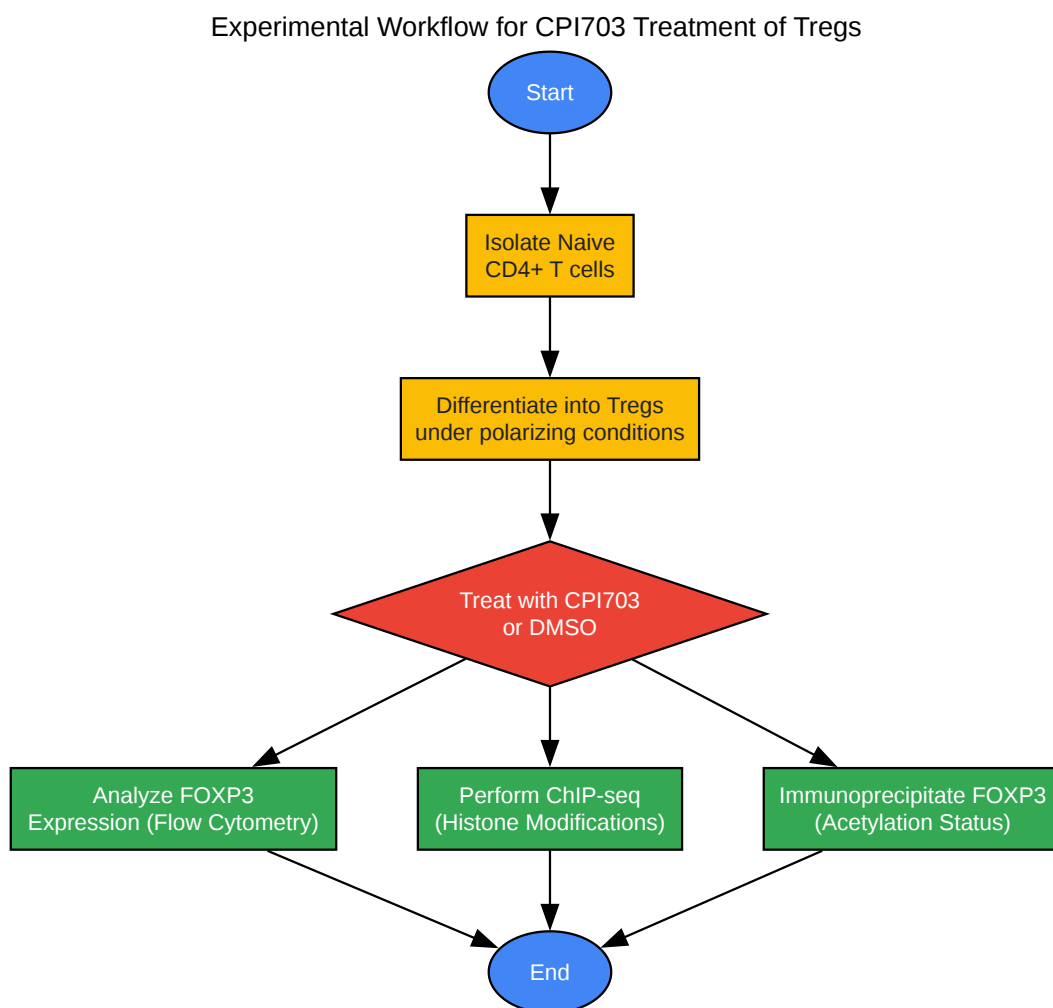 Experimental Workflow for CPI703 Treatment of Tregs
Start
Isolate Naive
CD4+ T cells
Differentiate into Tregs
under polarizing conditions
Treat with CPI703
or DMSO
Analyze FOXP3
Expression (Flow Cytometry)
Perform ChIP-seq
(Histone Modifications)
Immunoprecipitate FOXP3
(Acetylation Status)
End